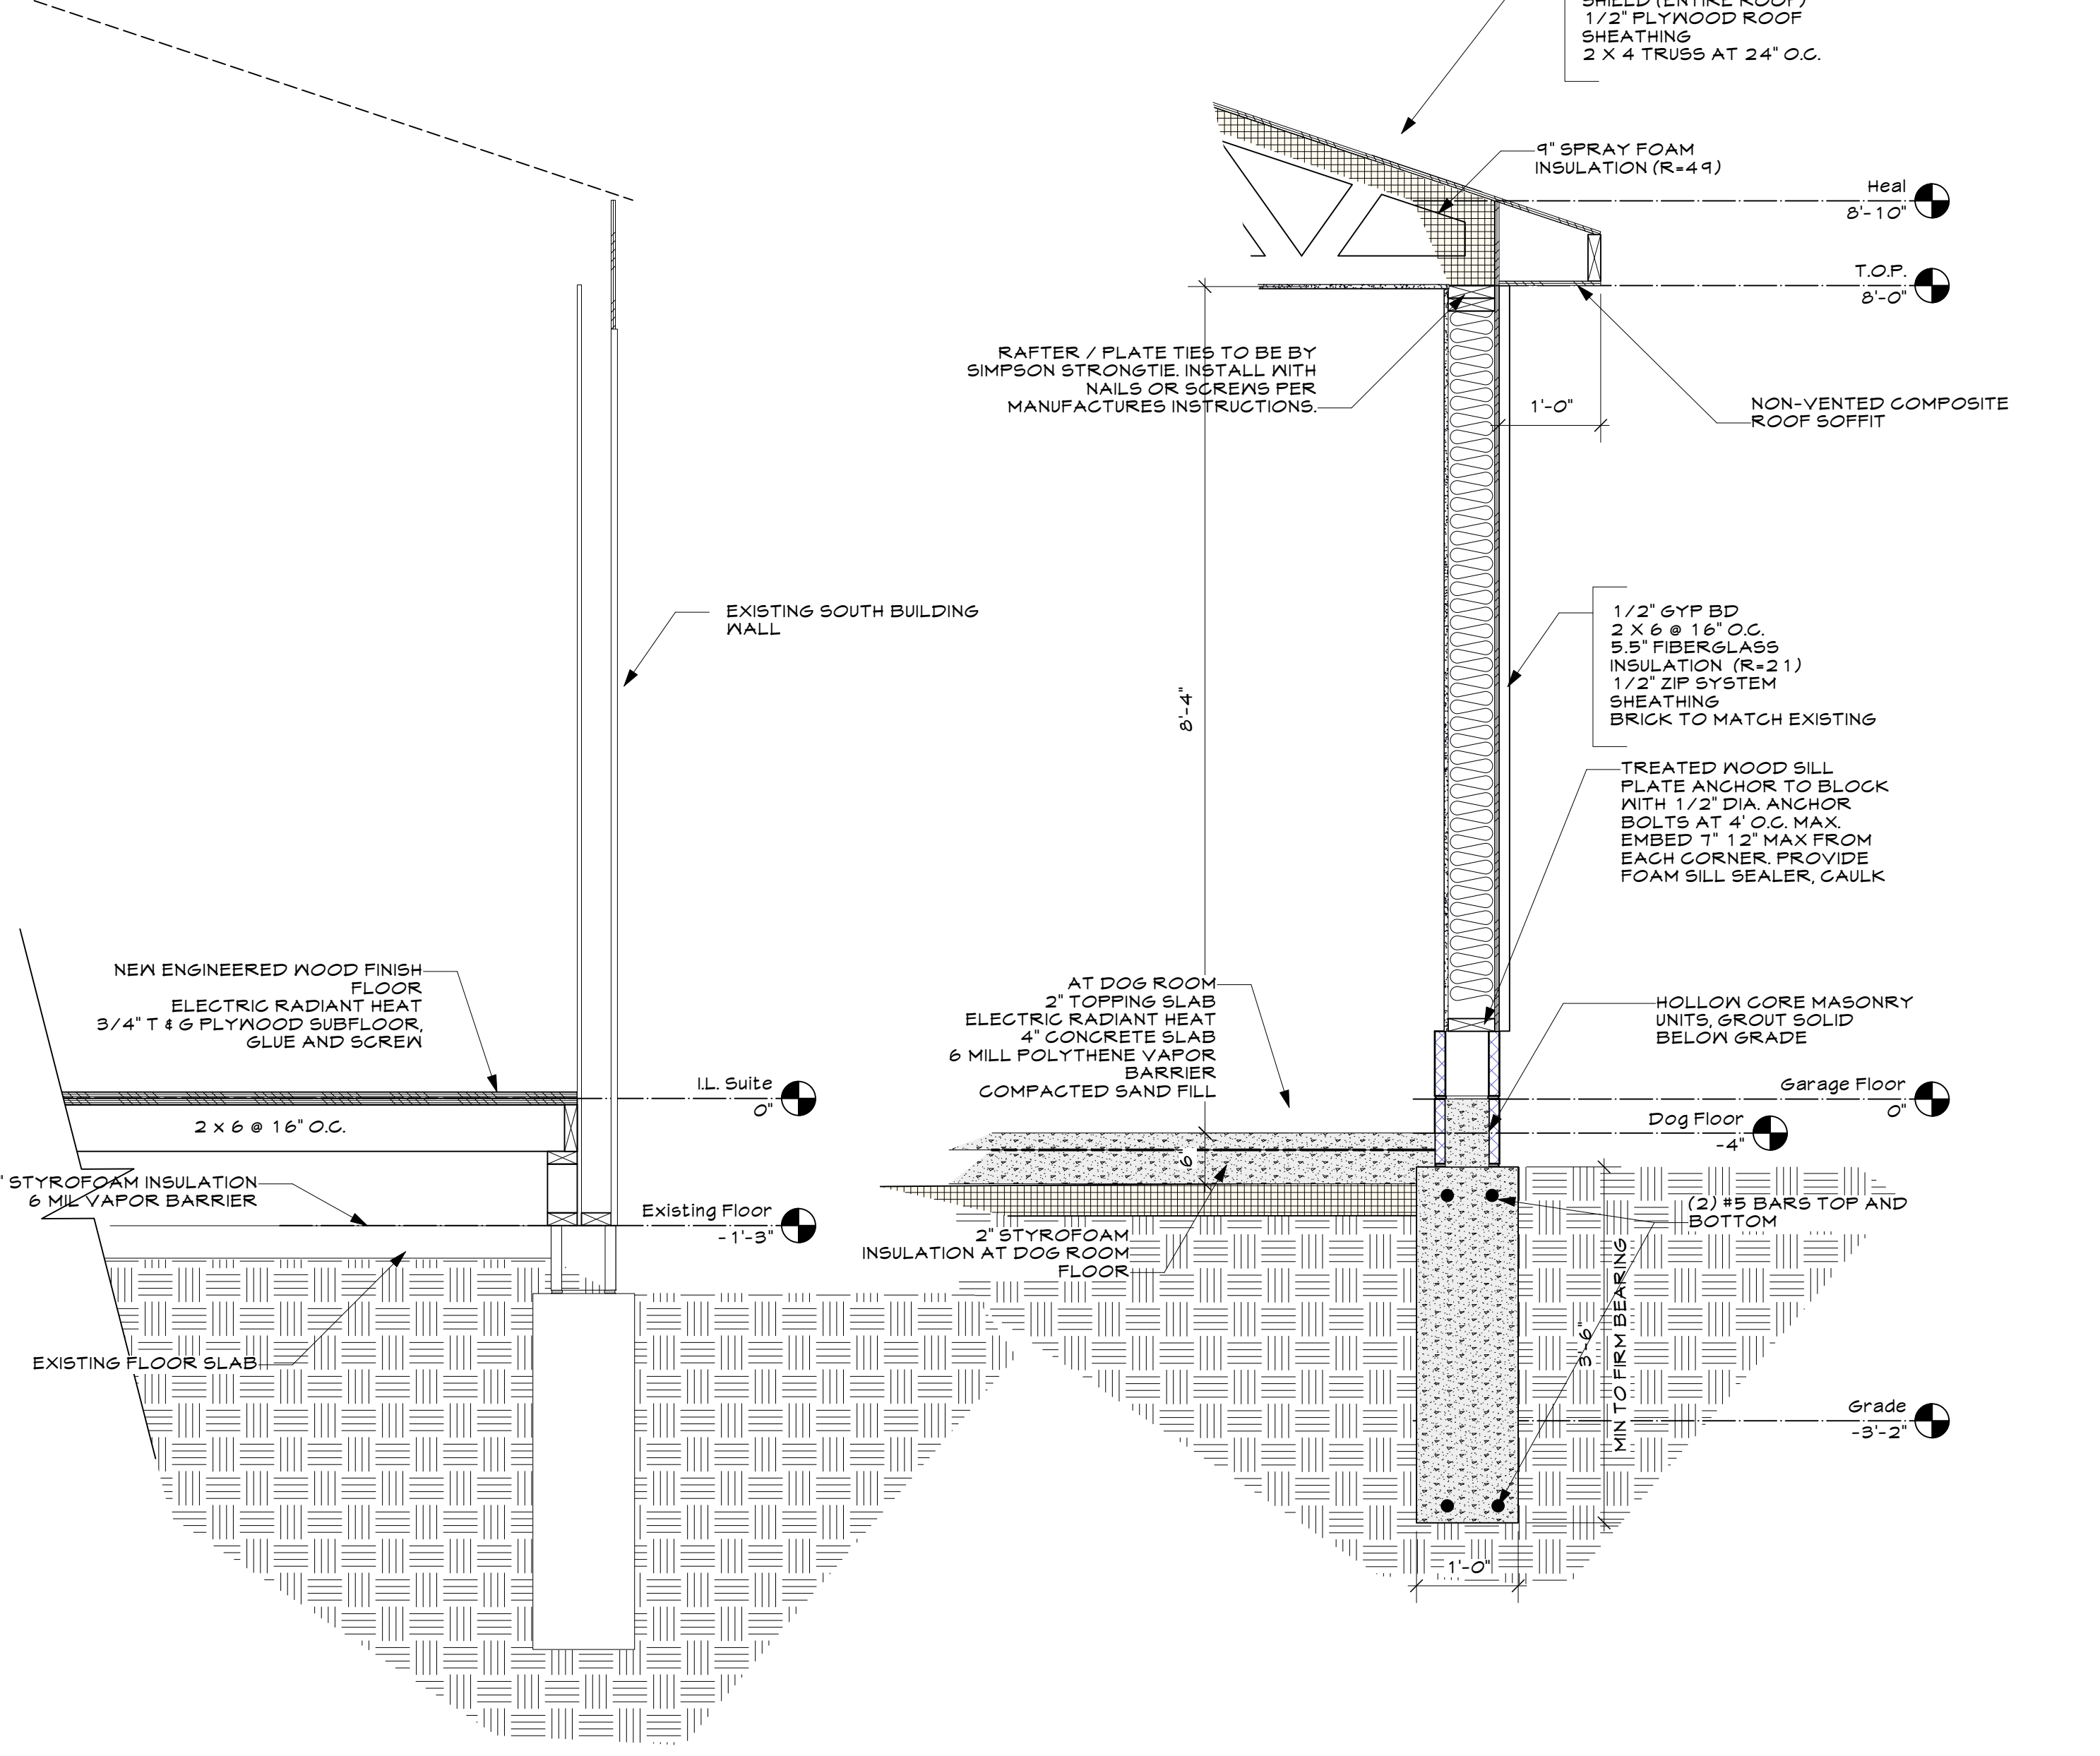 SHIELD (ENTIRE ROOF)
1/2" PLYWOOD ROOF
SHEATHING
2 X 4 TRUSS AT 24" O.C.
9" SPRAY FOAM
INSULATION (R=49)
Heal
8'-10"
T.O.P.
8'-0"
RAFTER / PLATE TIES TO BE BY
SIMPSON STRONGTIE. INSTALL WITH
NAILS OR SCREWS PER
MANUFACTURES INSTRUCTIONS.
1'-0"
NON-VENTED COMPOSITE
ROOF SOFFIT
EXISTING SOUTH BUILDING
WALL
8'-4"
1/2" GYP BD
2 X 6 @ 16" O.C.
5.5" FIBERGLASS
INSULATION (R=21)
1/2" ZIP SYSTEM
SHEATHING
BRICK TO MATCH EXISTING
TREATED WOOD SILL
PLATE ANCHOR TO BLOCK
WITH 1/2" DIA. ANCHOR
BOLTS AT 4' O.C. MAX.
EMBED 7" 12" MAX FROM
EACH CORNER. PROVIDE
FOAM SILL SEALER, CAULK
NEW ENGINEERED WOOD FINISH
FLOOR
ELECTRIC RADIANT HEAT
3/4" T & G PLYWOOD SUBFLOOR,
GLUE AND SCREW
AT DOG ROOM
2" TOPPING SLAB
ELECTRIC RADIANT HEAT
4" CONCRETE SLAB
6 MILL POLYTHENE VAPOR
BARRIER
COMPACTED SAND FILL
HOLLOW CORE MASONRY
UNITS, GROUT SOLID
BELOW GRADE
I.L. Suite
0"
Garage Floor
0"
Dog Floor
-4"
2 x 6 @ 16" O.C.
6"
" STYROFOAM INSULATION
6 MIL VAPOR BARRIER
Existing Floor
-1'-3"
2" STYROFOAM
INSULATION AT DOG ROOM
FLOOR
(2) #5 BARS TOP AND
BOTTOM
3'-6"
MIN TO FIRM BEARING
EXISTING FLOOR SLAB
Grade
-3'-2"
1'-0"